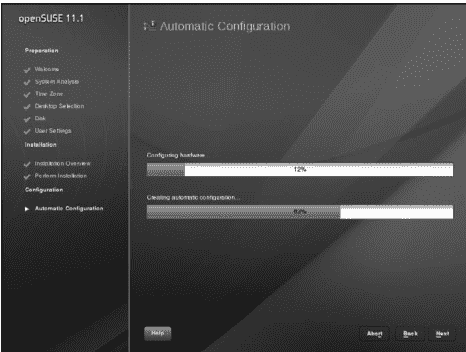 openSUSE 11.1
Preparation
Welcome
System Analysis
Time Zone
Desktop Selection
Disk
User Settings
Installation
Installation Overview
Perform Installation
Configuration
Automatic Configuration
Automatic Configuration
Configuring hardware...
12%
Creating automatic configuration...
63%
Help
Abort
Back
Next